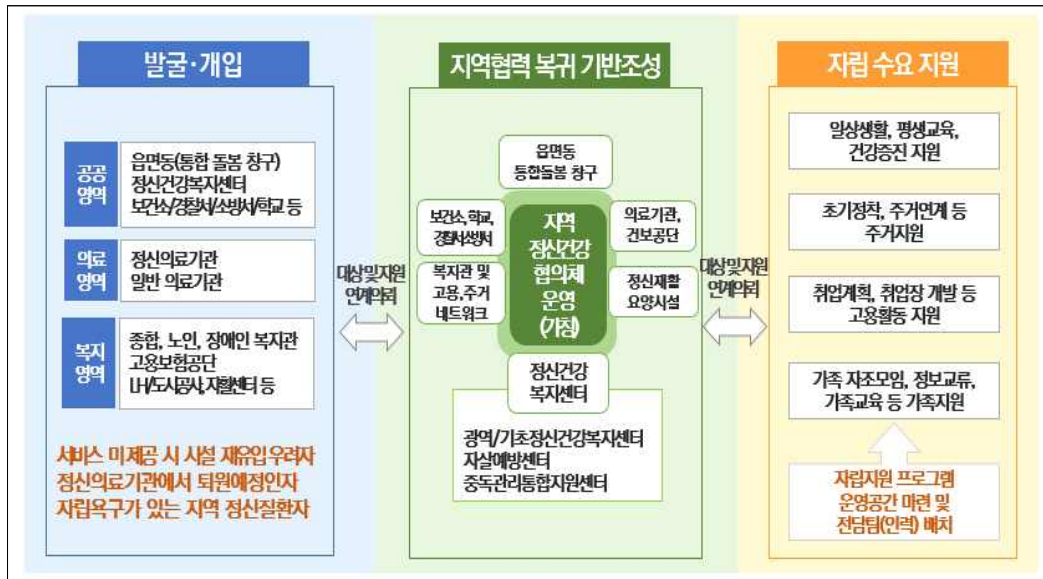 발굴·개입
공공
영역
읍면동(통합 돌봄 창구)
정신건강복지센터
보건소/경찰서/소방서/학교 등
의료
영역
정신의료기관
일반 의료기관
복지
영역
종합, 노인, 장애인 복지관
고용보험공단
LH/도시공사,자활센터 등
서비스 미제공 시 시설 재유입 우려자
정신의료기관에서 퇴원예정인자
자립욕구가 있는 지역 정신질환자
대상 및 지원
연계의뢰
지역협력 복귀 기반조성
읍면동
통합돌봄 창구
보건소,학교,
경찰서소방서
의료기관,
건보공단
지역
정신건강
협의체
운영
(가칭)
복지관 및
고용,주거
네트워크
정신재활
요양시설
정신건강
복지센터
광역/기초정신건강복지센터
자살예방센터
중독관리통합지원센터
대상 및 지원
연계의뢰
자립 수요 지원
일상생활, 평생교육,
건강증진 지원
초기정착, 주거연계 등
주거지원
취업계획, 취업장 개발 등
고용활동 지원
가족 자조모임, 정보교류,
가족교육 등 가족지원
자립지원 프로그램
운영공간 마련 및
전담팀(인력) 배치